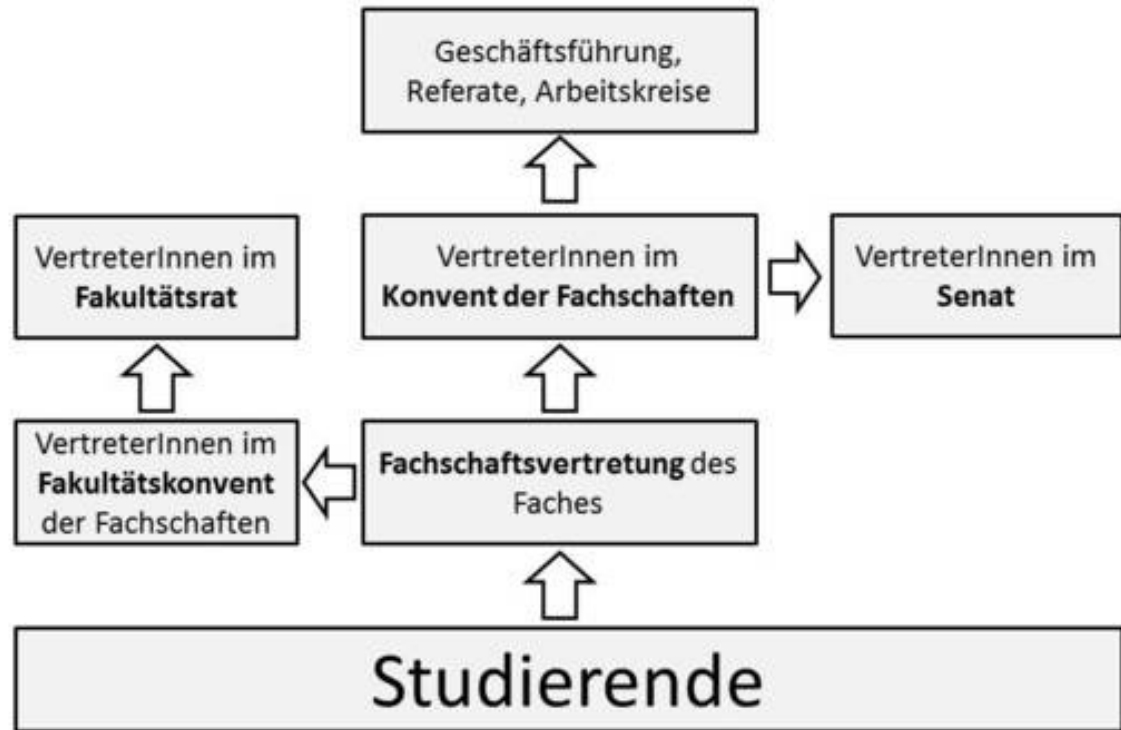 Geschäftsführung,
Referate, Arbeitskreise
VertreterInnen im
Fakultätsrat
VertreterInnen im
Konvent der Fachschaften
VertreterInnen im
Senat
VertreterInnen im
Fakultätskonvent
der Fachschaften
Fachschaftsvertretung des
Faches
Studierende